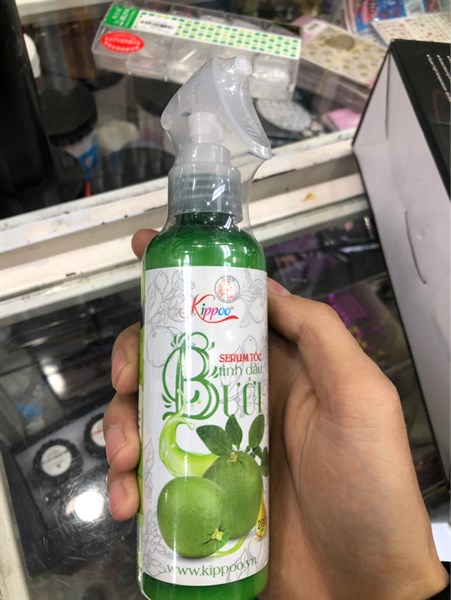 Kippoo
SERUM TÓC
tinh dầu
BƯỞI
www.kippoo.vn